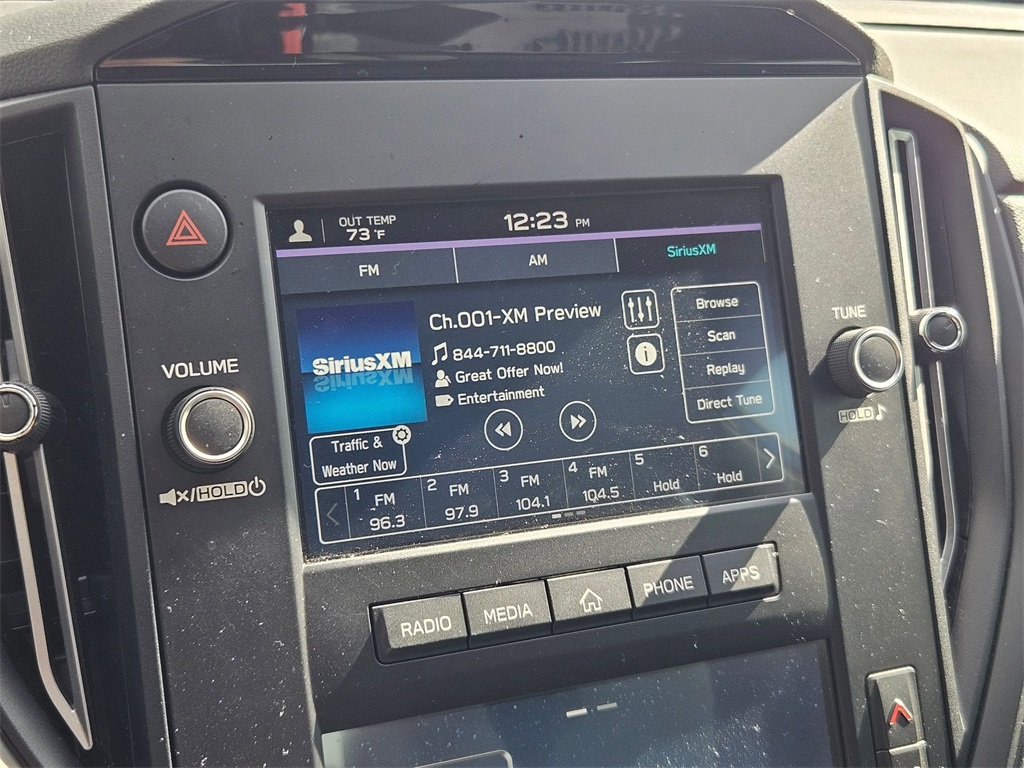 OUT TEMP
73°F
12:23 PM
FM
AM
SiriusXM
SiriusXM
Ch.001-XM Preview
844-711-8800
Great Offer Now!
Entertainment
Browse
Scan
Replay
Direct Tune
Traffic &
Weather Now
1 FM
96.3
2 FM
97.9
3 FM
104.1
4 FM
104.5
5
Hold
6
Hold
VOLUME
/HOLD
TUNE
HOLD
RADIO
MEDIA
PHONE
APPS